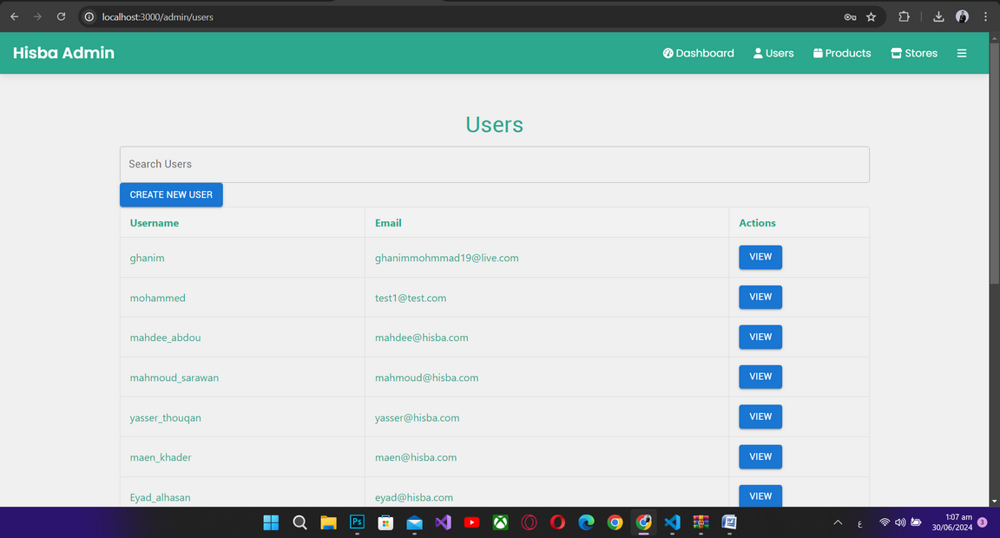 localhost:3000/admin/users
Hisba Admin
Dashboard
Users
Products
Stores
Users
Search Users
CREATE NEW USER
Username Email Actions
ghanim ghanimmohmmad19@live.com VIEW
mohammed test1@test.com VIEW
mahdee_abdou mahdee@hisba.com VIEW
mahmoud_sarawan mahmoud@hisba.com VIEW
yasser_thouqan yasser@hisba.com VIEW
maen_khader maen@hisba.com VIEW
Eyad_alhasan eyad@hisba.com VIEW
Ps
ع
1:07 am
30/06/2024
3